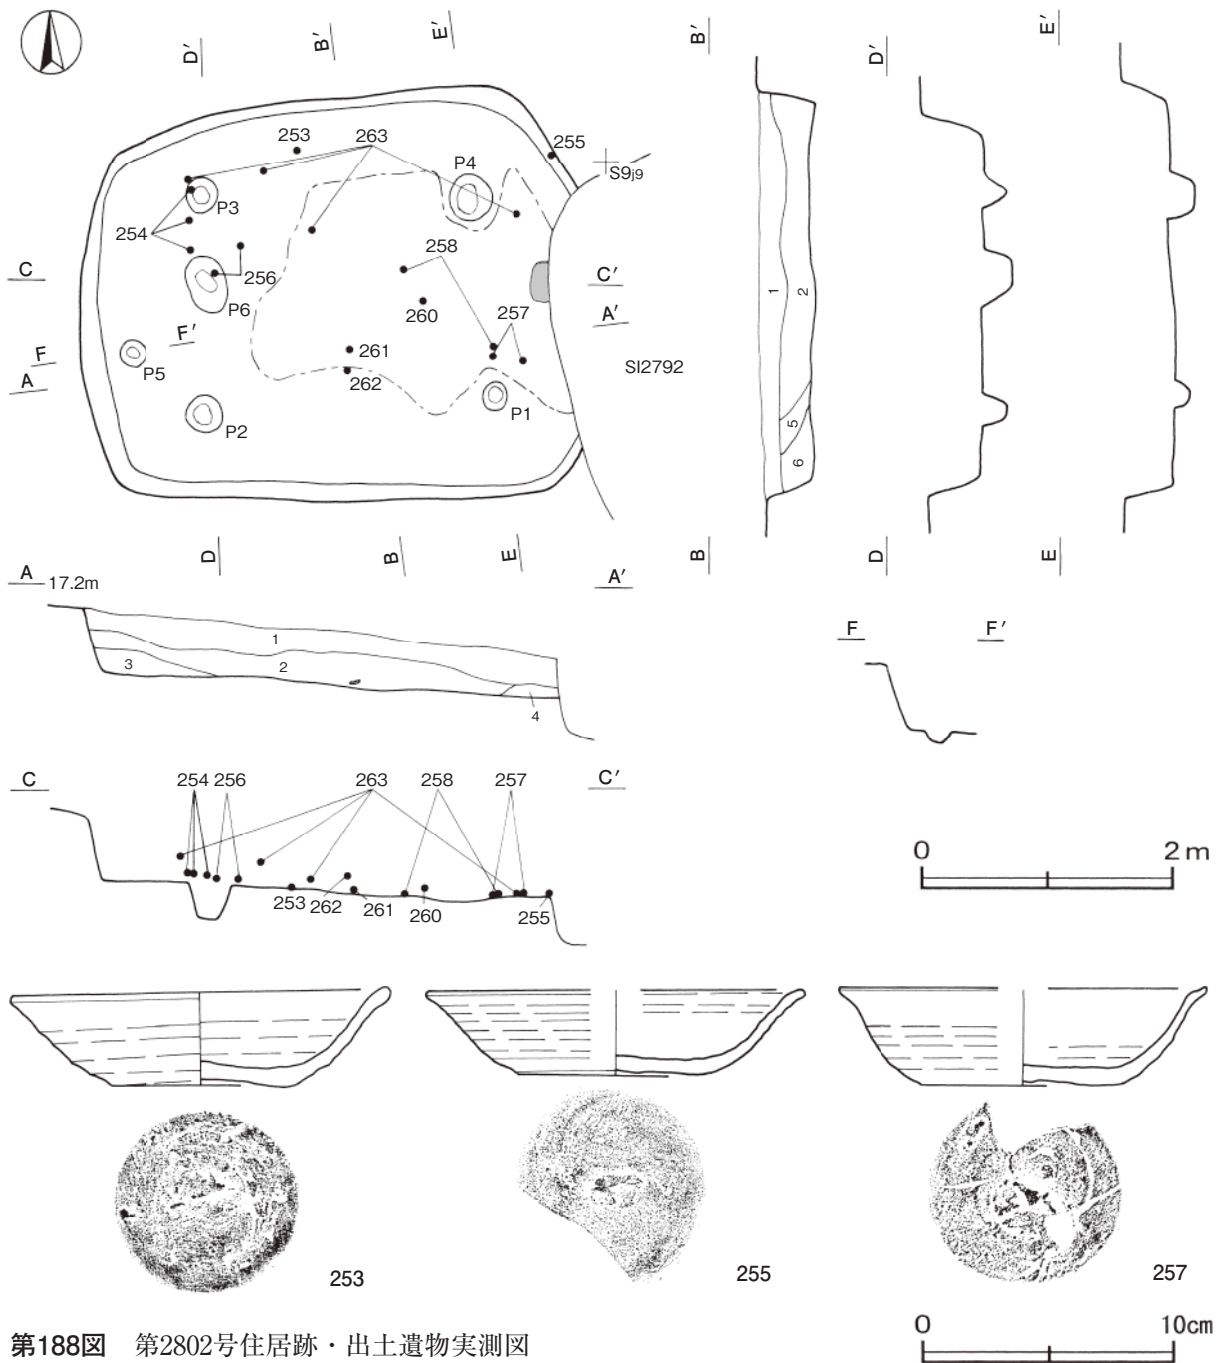 D′ B′ E′ B′ D′ E′
253 263 255
P4 S9j9
P3
254
258
C 256 C′
P6 260 257 A′
F′
F 261
P5 262 SI2792
A
P2 P1
1 2 5 6
D B E B D E
A 17.2m A′
1
3 2
4
F F′
C 254 256 263 258 257 C′
253 262 261 260 255
0 2m
253 255 257
第188図 第2802号住居跡・出土遺物実測図
0 10cm